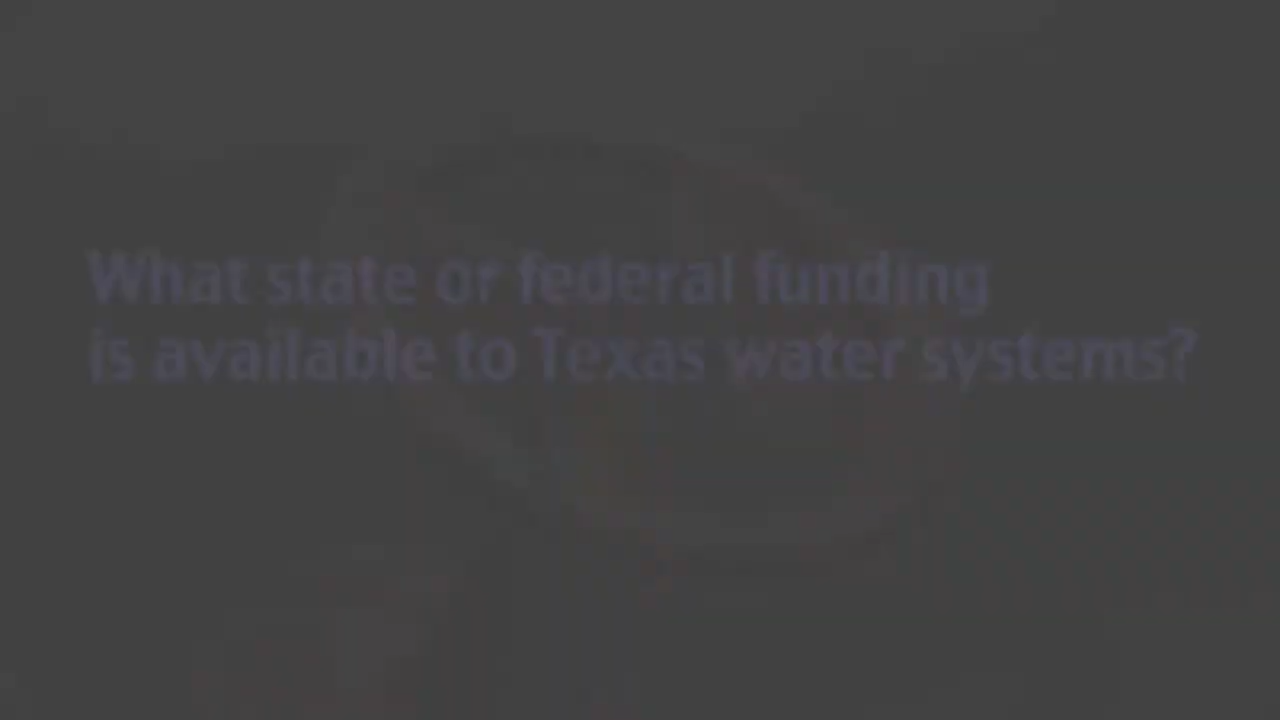 What state or federal funding
is available to Texas water systems?